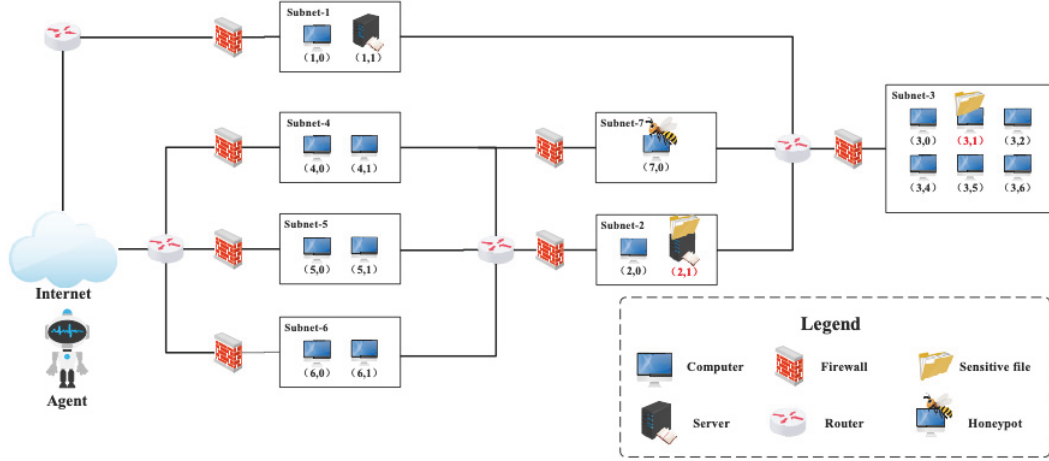 Subnet-1
(1,0) (1,1)
Subnet-4
(4,0) (4,1)
Subnet-7
(7,0)
Subnet-3
(3,0) (3,1) (3,2)
(3,4) (3,5) (3,6)
Subnet-5
(5,0) (5,1)
Subnet-2
(2,0) (2,1)
Internet
Subnet-6
(6,0) (6,1)
Agent
Legend
Computer Firewall Sensitive file
Server Router Honeypot